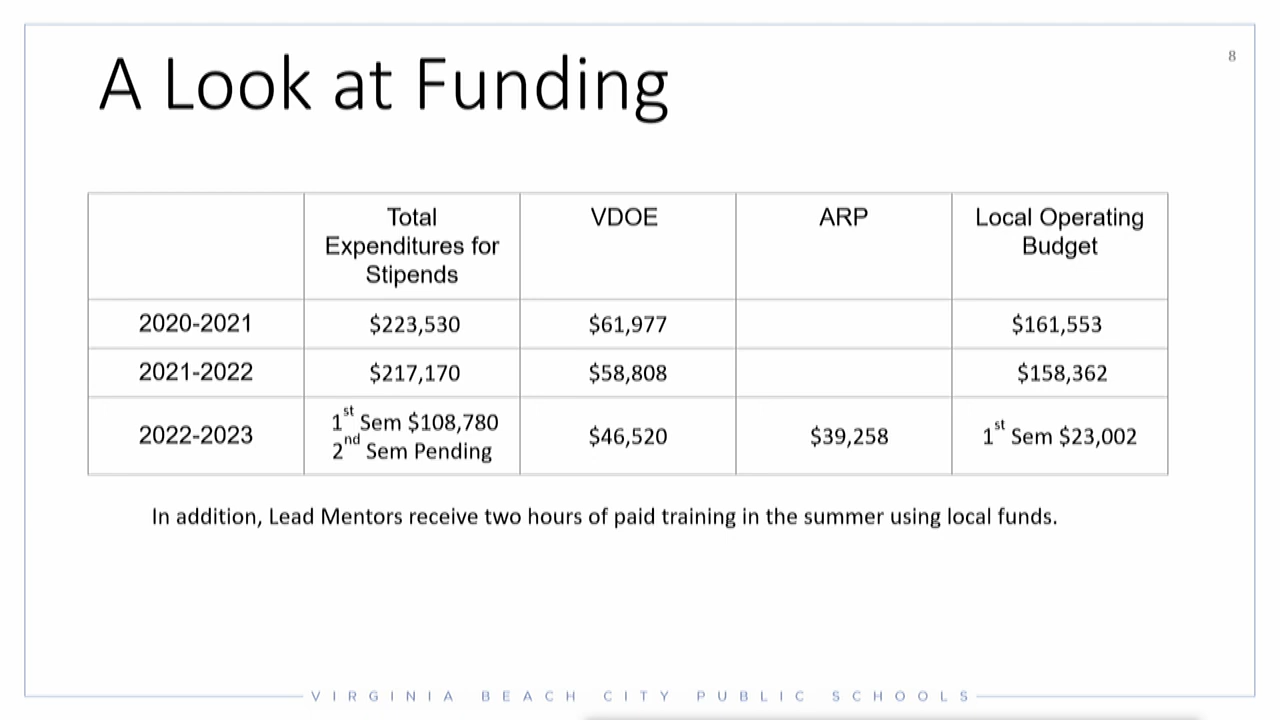 8
A Look at Funding
Total Expenditures for Stipends VDOE ARP Local Operating Budget
2020-2021 $223,530 $61,977 $161,553
2021-2022 $217,170 $58,808 $158,362
2022-2023 1st Sem $108,780 2nd Sem Pending $46,520 $39,258 1st Sem $23,002
In addition, Lead Mentors receive two hours of paid training in the summer using local funds.
VIRGINIA BEACH CITY PUBLIC SCHOOLS